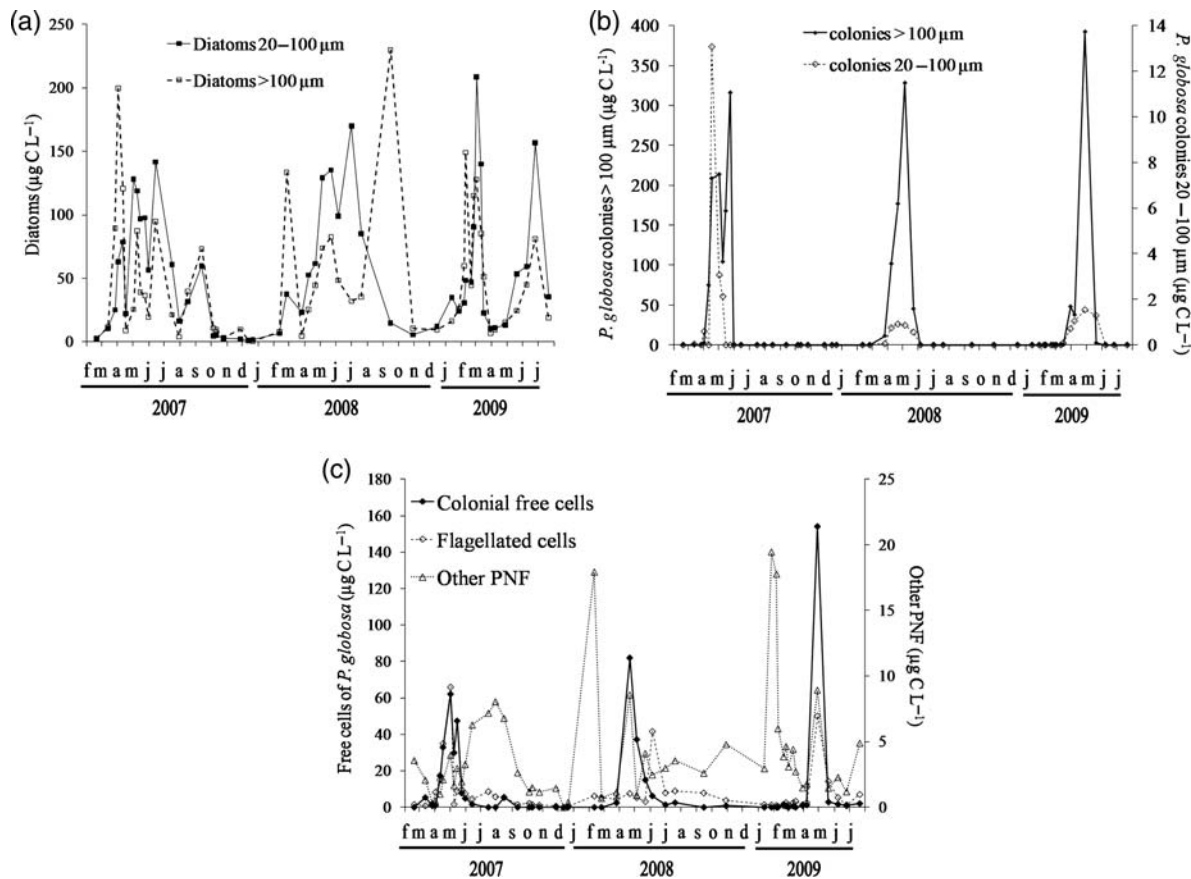 (a)
250
200
150
100
50
0
Diatoms (µg C L−1)
Diatoms 20–100 µm
Diatoms >100 µm
f m a m j j a s o n d j f m a m j j a s o n d j f m a m j j
2007 2008 2009
(b)
400
350
300
250
200
150
100
50
0
P. globosa colonies > 100 µm (µg C L−1)
colonies > 100 µm
colonies 20–100 µm
14
12
10
8
6
4
2
0
P. globosa colonies 20–100 µm (µg C L−1)
f m a m j j a s o n d j f m a m j j a s o n d j f m a m j j
2007 2008 2009
(c)
180
160
140
120
100
80
60
40
20
0
Free cells of P. globosa (µg C L−1)
Colonial free cells
Flagellated cells
Other PNF
25
20
15
10
5
0
Other PNF (µg C L−1)
f m a m j j a s o n d j f m a m j j a s o n d j f m a m j j
2007 2008 2009